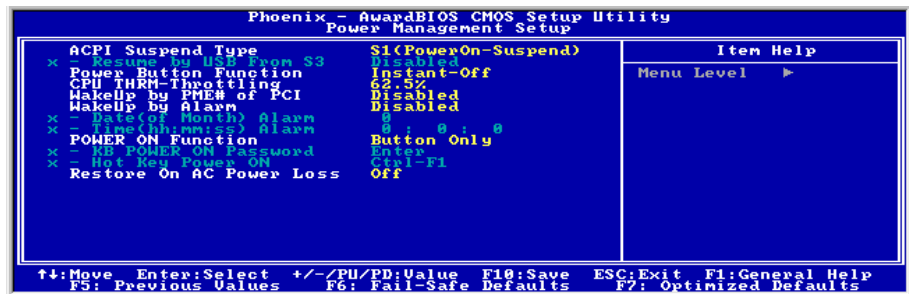 Phoenix - AwardBIOS CMOS Setup Utility
Power Management Setup
ACPI Suspend Type S1(PowerOn-Suspend)
x - Resume by USB From S3 Disabled
Power Button Function Instant-Off
CPU THRM-Throttling 62.5%
WakeUp by PME# of PCI Disabled
WakeUp by Alarm Disabled
x - Date(of Month) Alarm 0
x - Time(hh:mm:ss) Alarm 0 : 0 : 0
POWER ON Function Button Only
x - KB POWER ON Password Enter
x - Hot Key Power ON Ctrl-F1
Restore On AC Power Loss Off
Item Help
Menu Level ►
↑↓:Move Enter:Select +/-/PU/PD:Value F10:Save ESC:Exit F1:General Help
F5: Previous Values F6: Fail-Safe Defaults F7: Optimized Defaults